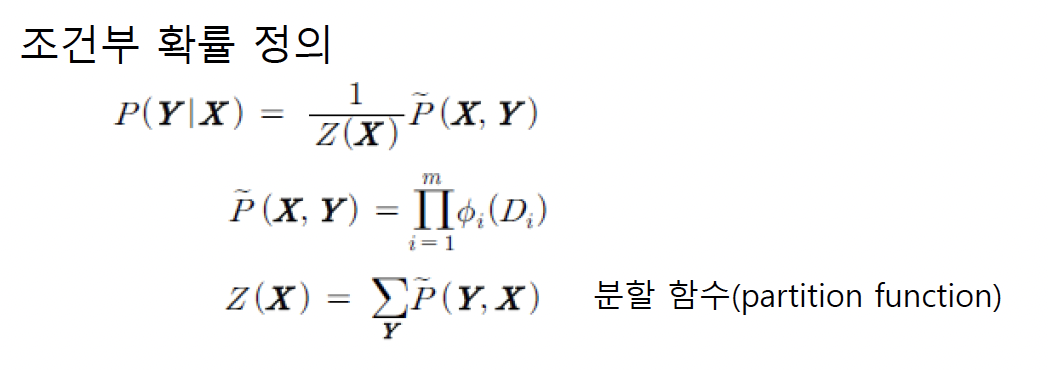 조건부 확률 정의
P(Y|X) = 1/Z(X) P̃(X, Y)
P̃(X, Y) = ∏_{i=1}^{m} ϕ_i(D_i)
Z(X) = ∑_Y P̃(Y, X) 분할 함수(partition function)